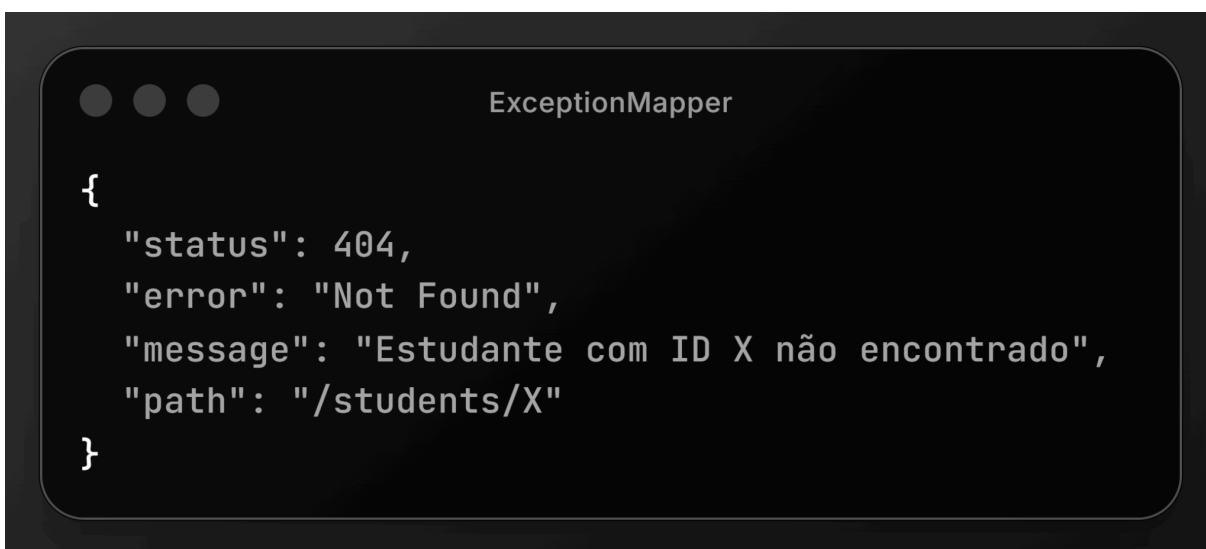 ExceptionMapper
{
"status": 404,
"error": "Not Found",
"message": "Estudante com ID X não encontrado",
"path": "/students/X"
}